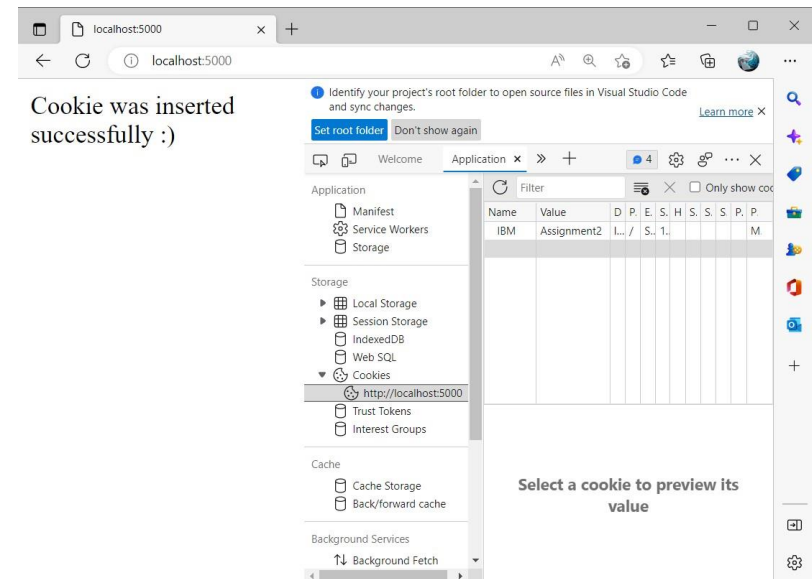 localhost:5000
localhost:5000
Cookie was inserted
successfully :)
Identify your project's root folder to open source files in Visual Studio Code
and sync changes.
Learn more
Set root folder Don't show again
Welcome Application 4
Application
Manifest
Service Workers
Storage
Storage
Local Storage
Session Storage
IndexedDB
Web SQL
Cookies
http://localhost:5000
Trust Tokens
Interest Groups
Cache
Cache Storage
Back/forward cache
Background Services
Background Fetch
Filter Only show coo
Name Value D P. E. S. H S. S. S P. P
IBM Assignment2 l... / S.. 1.. M
Select a cookie to preview its
value